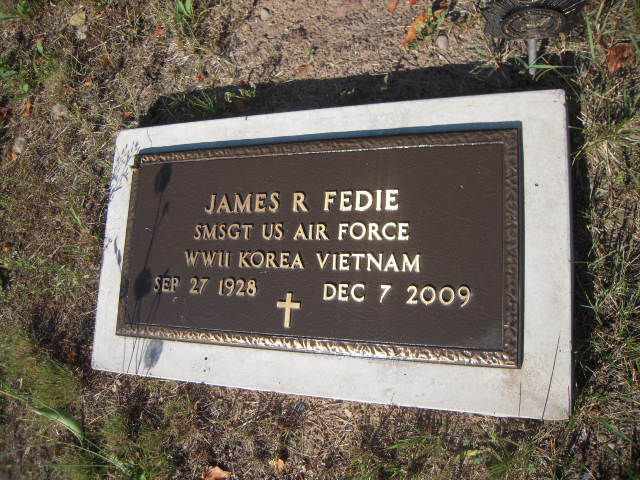 JAMES R FEDIE
SMSGT US AIR FORCE
WWII KOREA VIETNAM
SEP 27 1928 DEC 7 2009